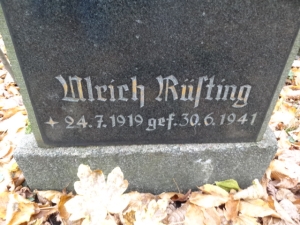 Ulrich Rüsting
✶ 24.7.1919 gef. 30.6.1941